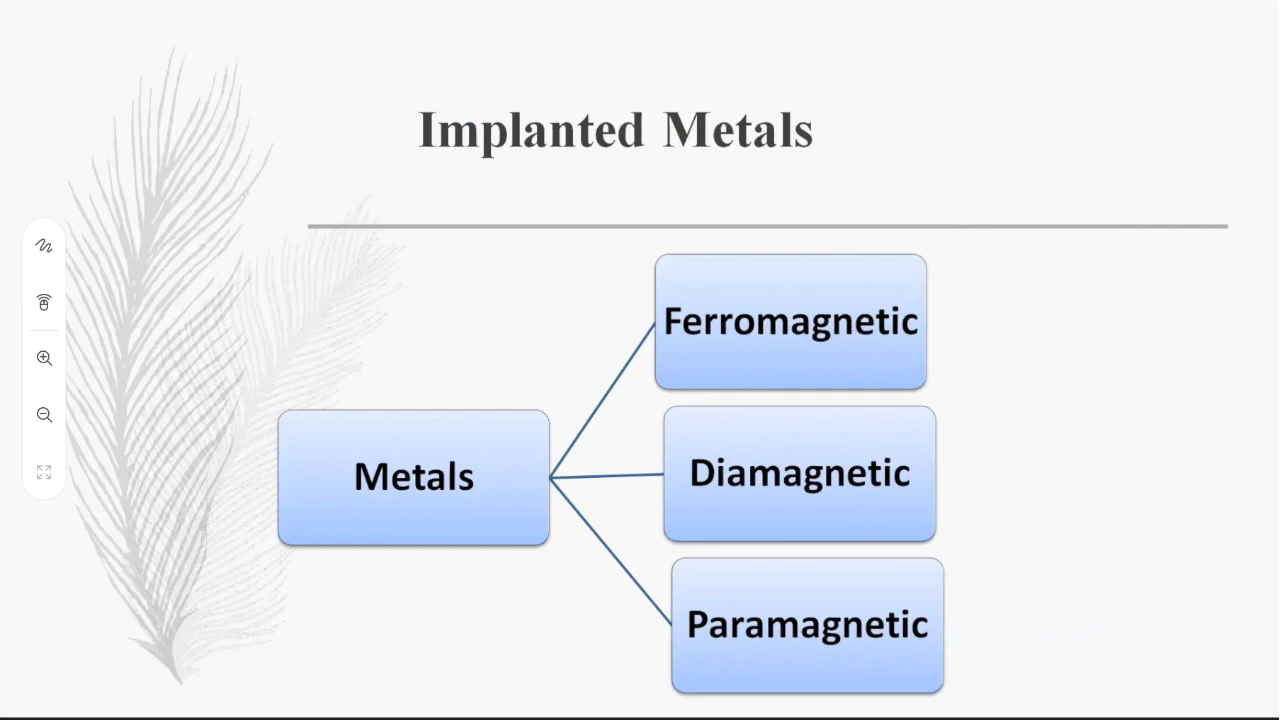 Implanted Metals
Ferromagnetic
Metals
Diamagnetic
Paramagnetic